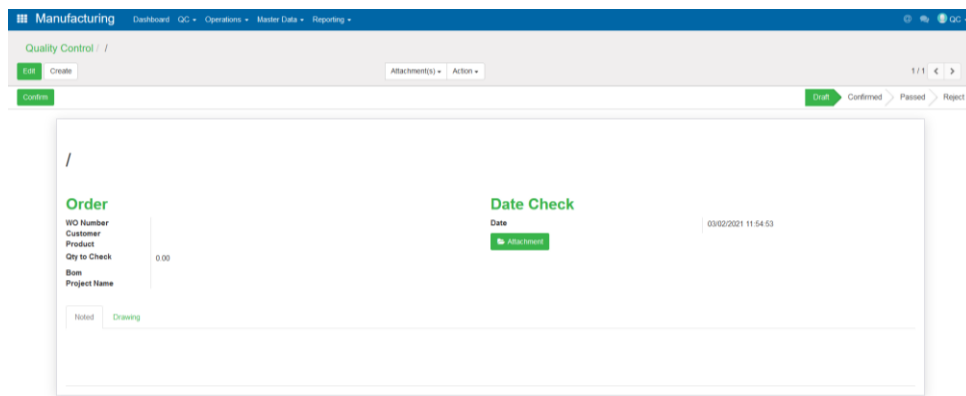 Manufacturing Dashboard QC Operations Master Data Reporting QC
Quality Control / /
Edit Create Attachment(s) Action 1 / 1
Confirm Draft Confirmed Passed Reject
/
Order Date Check
WO Number Date 03/02/2021 11:54:53
Customer
Product Attachment
Qty to Check 0.00
Bom
Project Name
Noted Drawing